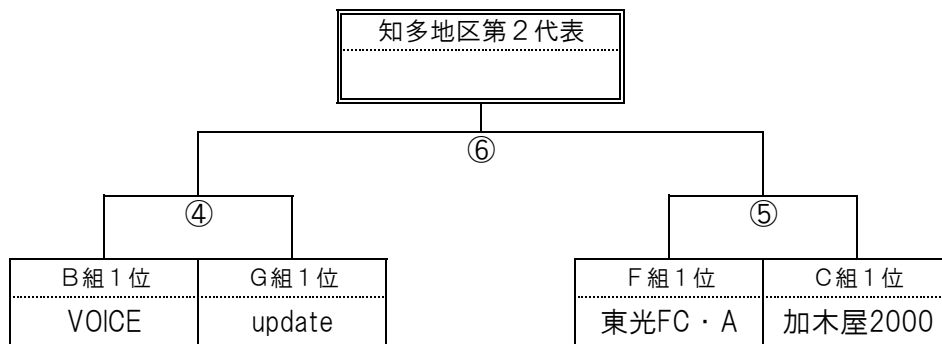 知多地区第２代表
⑥
④
⑤
Ｂ組１位
Ｇ組１位
Ｆ組１位
Ｃ組１位
VOICE
update
東光FC・A
加木屋2000